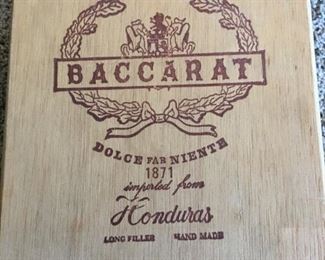 BACCARAT
DOLCE FAR NIENTE
1871
imported from
Honduras
LONG FILLER HAND MADE